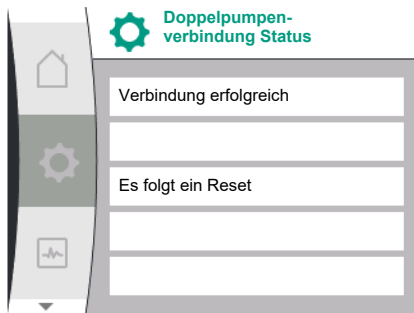 Doppelpumpen-
verbindung Status
Verbindung erfolgreich
Es folgt ein Reset